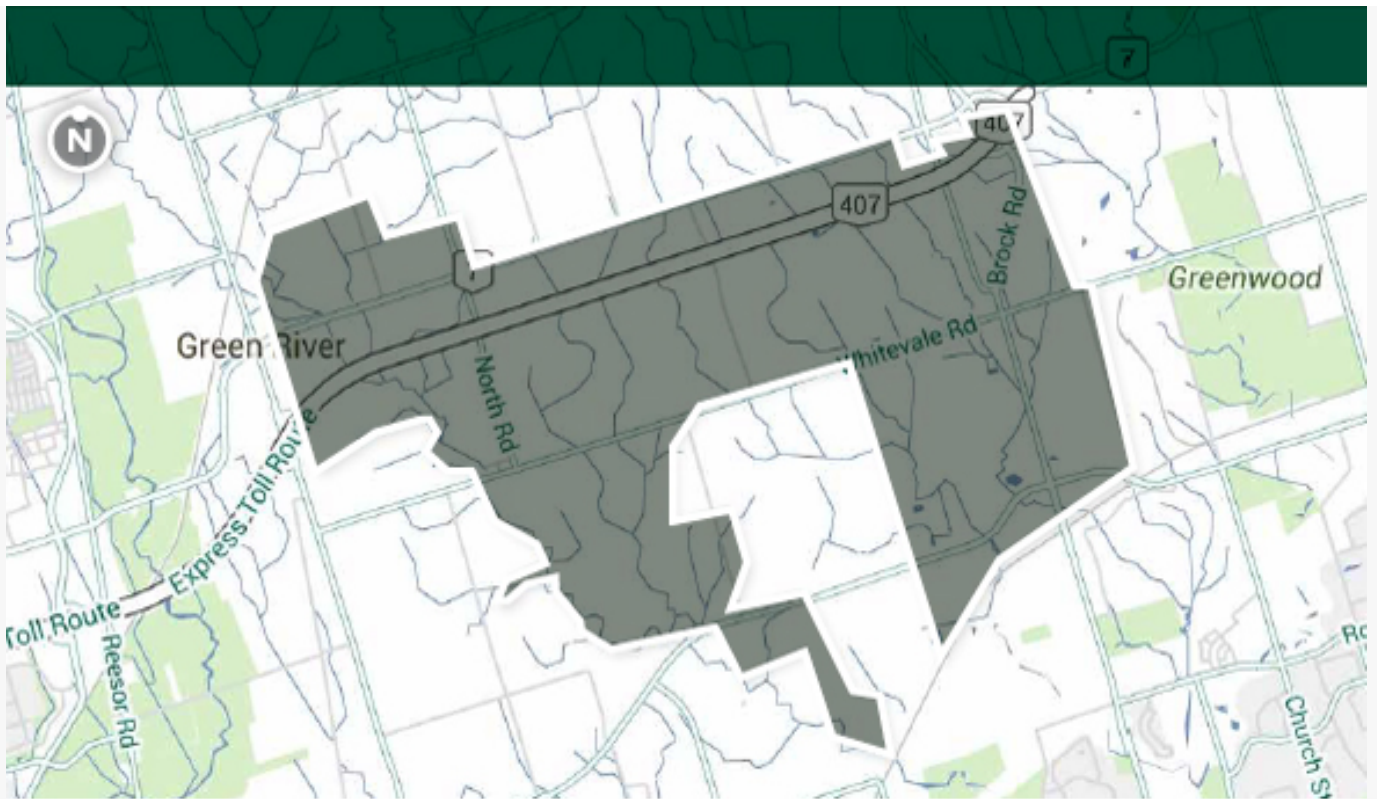 7
N
407
407
Brock Rd
Greenwood
7
Whitevale Rd
Green River
North Rd
Express Toll Route
Toll Route
Reesor Rd
Church St